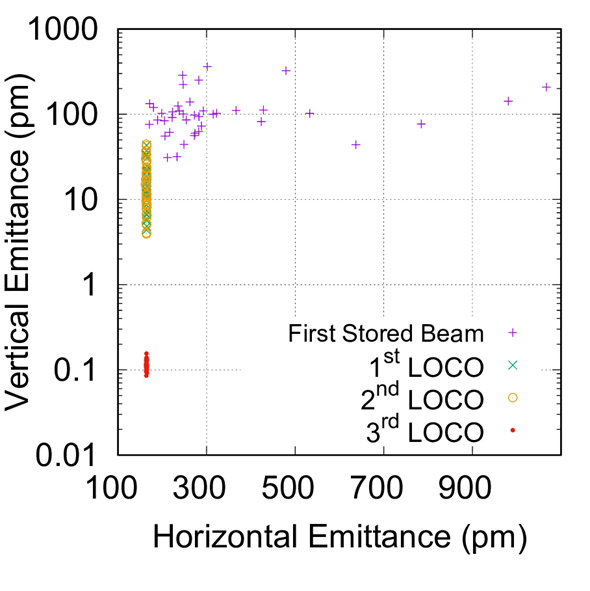 1000
100
10
1
0.1
0.01
Vertical Emittance (pm)
First Stored Beam
1st LOCO
2nd LOCO
3rd LOCO
100 300 500 700 900
Horizontal Emittance (pm)